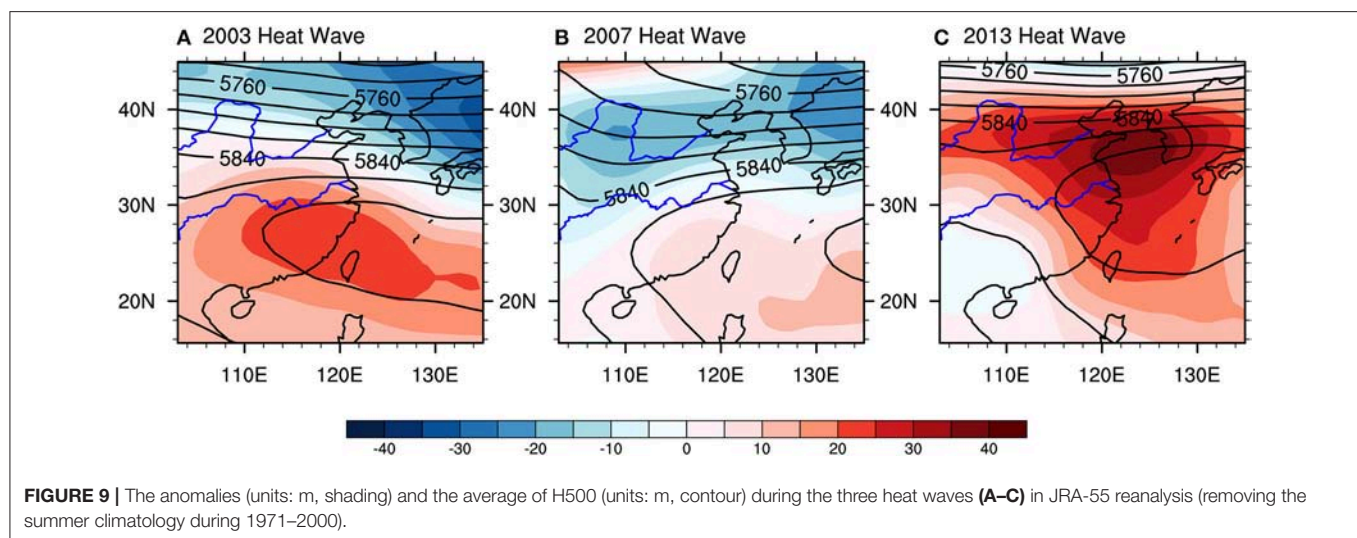 A 2003 Heat Wave
B 2007 Heat Wave
C 2013 Heat Wave
5760
5760
5840
5840
40N
30N
20N
110E 120E 130E
5760
5840
5840
40N
30N
20N
110E 120E 130E
5760
5760
5840
5840
40N
30N
20N
110E 120E 130E
-40 -30 -20 -10 0 10 20 30 40
FIGURE 9 | The anomalies (units: m, shading) and the average of H500 (units: m, contour) during the three heat waves (A–C) in JRA-55 reanalysis (removing the
summer climatology during 1971–2000).